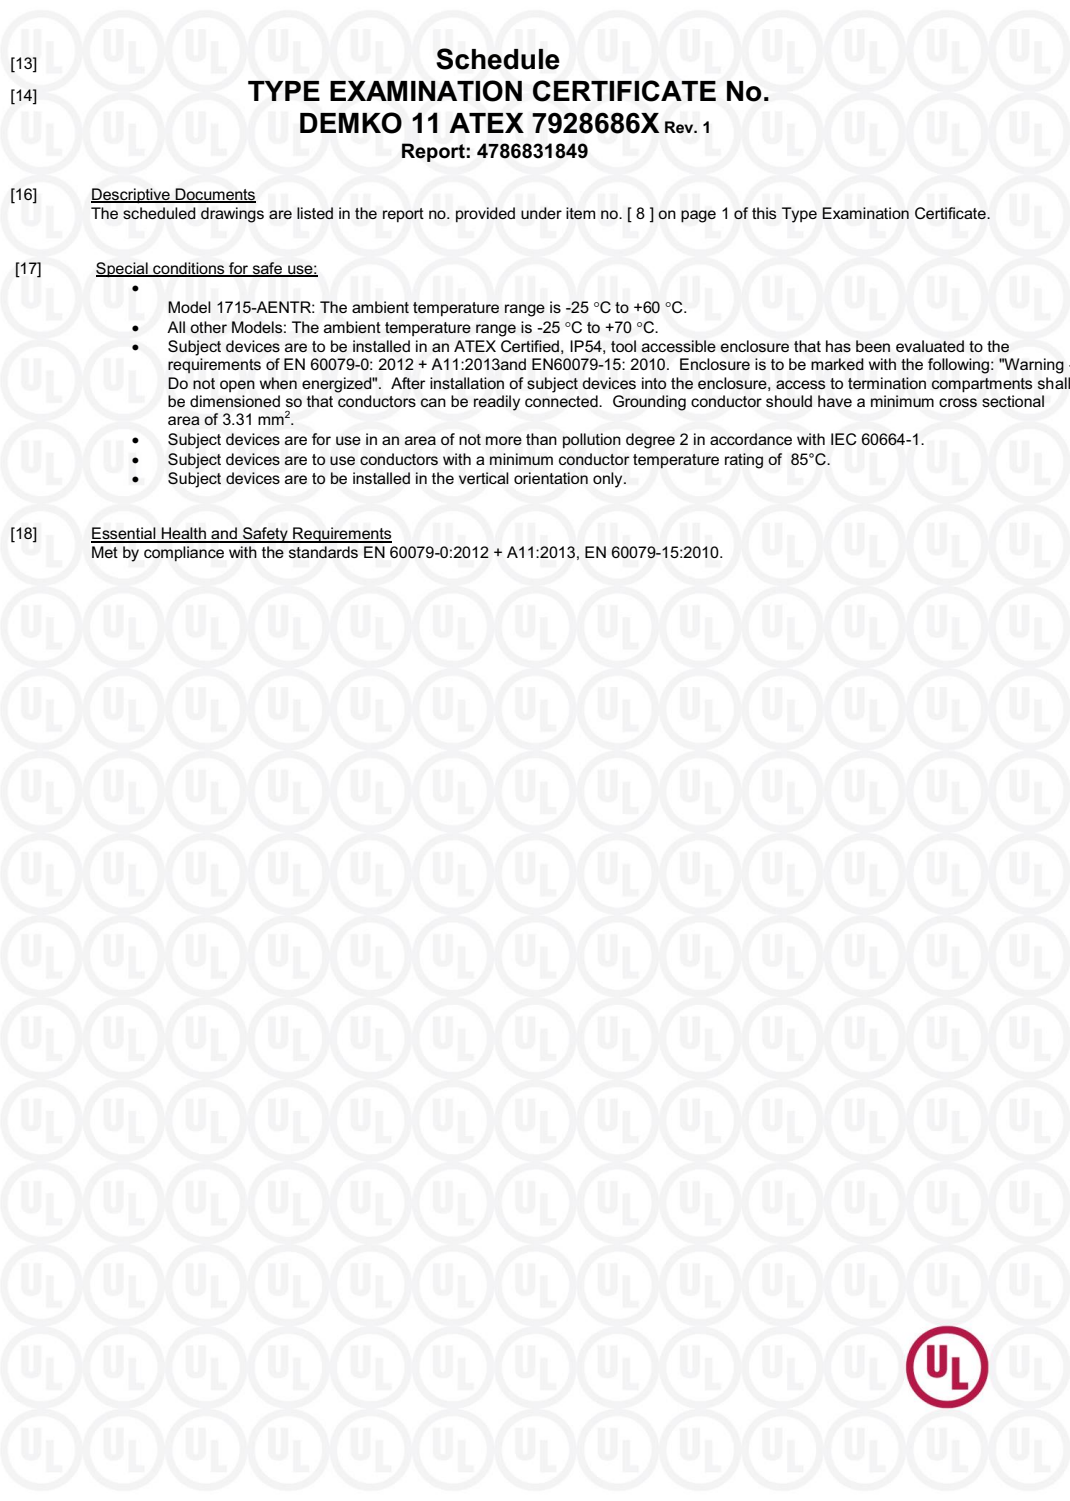 [13] Schedule
[14] TYPE EXAMINATION CERTIFICATE No.
DEMKO 11 ATEX 7928686X Rev. 1
Report: 4786831849
[16] Descriptive Documents
The scheduled drawings are listed in the report no. provided under item no. [ 8 ] on page 1 of this Type Examination Certificate.
[17] Special conditions for safe use:
•
Model 1715-AENTR: The ambient temperature range is -25 °C to +60 °C.
• All other Models: The ambient temperature range is -25 °C to +70 °C.
• Subject devices are to be installed in an ATEX Certified, IP54, tool accessible enclosure that has been evaluated to the
requirements of EN 60079-0: 2012 + A11:2013and EN60079-15: 2010. Enclosure is to be marked with the following: "Warning -
Do not open when energized". After installation of subject devices into the enclosure, access to termination compartments shall
be dimensioned so that conductors can be readily connected. Grounding conductor should have a minimum cross sectional
area of 3.31 mm².
• Subject devices are for use in an area of not more than pollution degree 2 in accordance with IEC 60664-1.
• Subject devices are to use conductors with a minimum conductor temperature rating of 85°C.
• Subject devices are to be installed in the vertical orientation only.
[18] Essential Health and Safety Requirements
Met by compliance with the standards EN 60079-0:2012 + A11:2013, EN 60079-15:2010.
UL